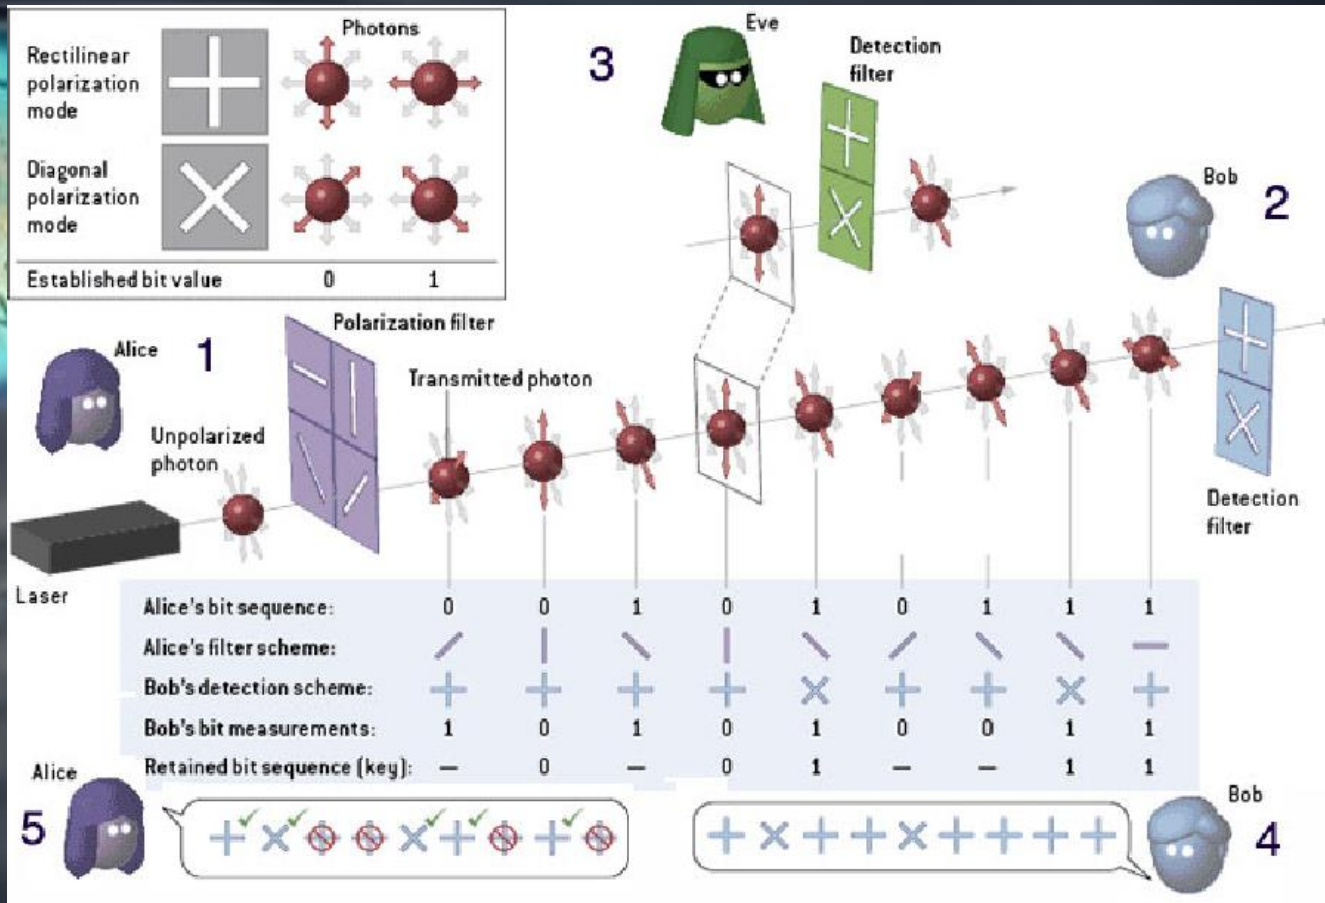 Rectilinear
polarization
mode
Photons
Diagonal
polarization
mode
Established bit value 0 1
3
Eve
Detection
filter
Bob
2
Alice
1
Polarization filter
Unpolarized
photon
Transmitted photon
Laser
Detection
filter
Alice's bit sequence: 0 0 1 0 1 0 1 1 1
Alice's filter scheme:
Bob's detection scheme:
Bob's bit measurements: 1 0 1 0 1 0 0 1 1
Retained bit sequence (key): — 0 — 0 1 — — 1 1
Alice
5
Bob
4